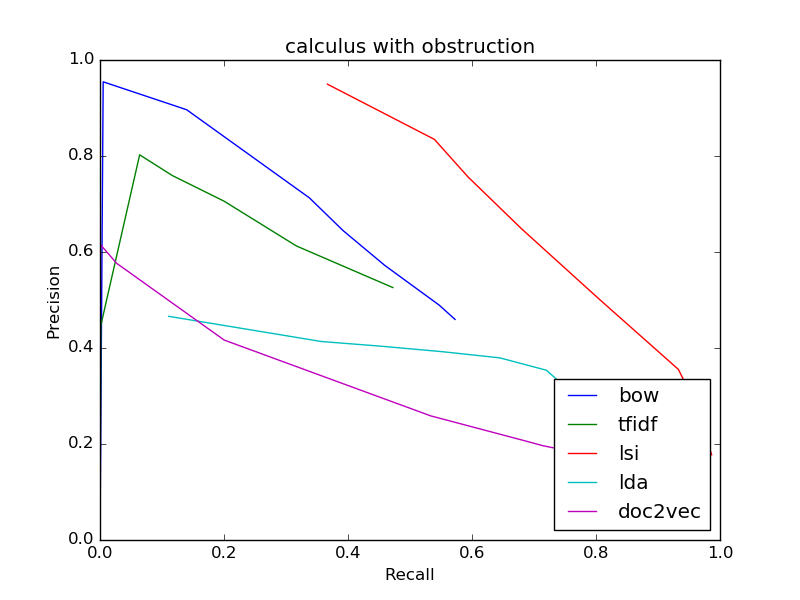 calculus with obstruction
1.0
0.8
0.6
0.4
0.2
0.0
Precision
bow
tfidf
lsi
lda
doc2vec
0.0 0.2 0.4 0.6 0.8 1.0
Recall